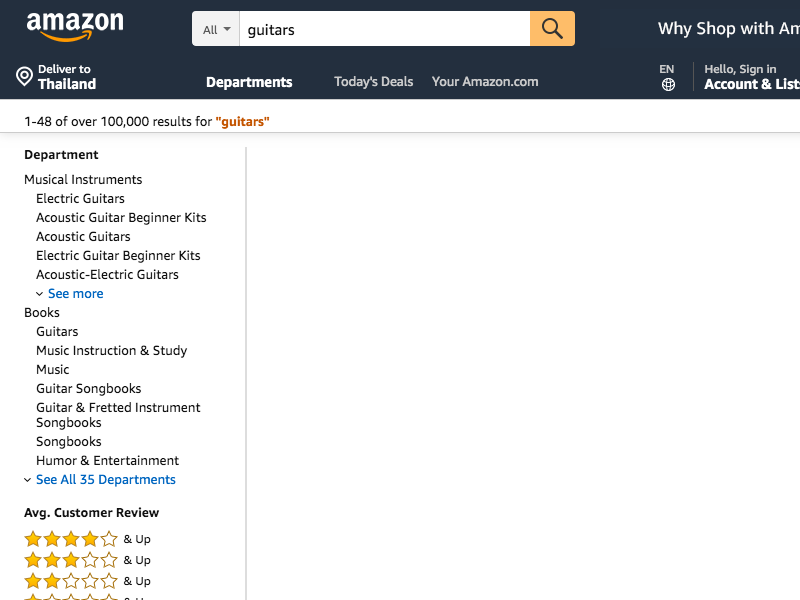 amazon
All
guitars
Why Shop with Am
Deliver to
Thailand
Departments
Today's Deals
Your Amazon.com
EN
Hello, Sign in
Account & Lists
1-48 of over 100,000 results for "guitars"
Department
Musical Instruments
Electric Guitars
Acoustic Guitar Beginner Kits
Acoustic Guitars
Electric Guitar Beginner Kits
Acoustic-Electric Guitars
See more
Books
Guitars
Music Instruction & Study
Music
Guitar Songbooks
Guitar & Fretted Instrument
Songbooks
Songbooks
Humor & Entertainment
See All 35 Departments
Avg. Customer Review
& Up
& Up
& Up